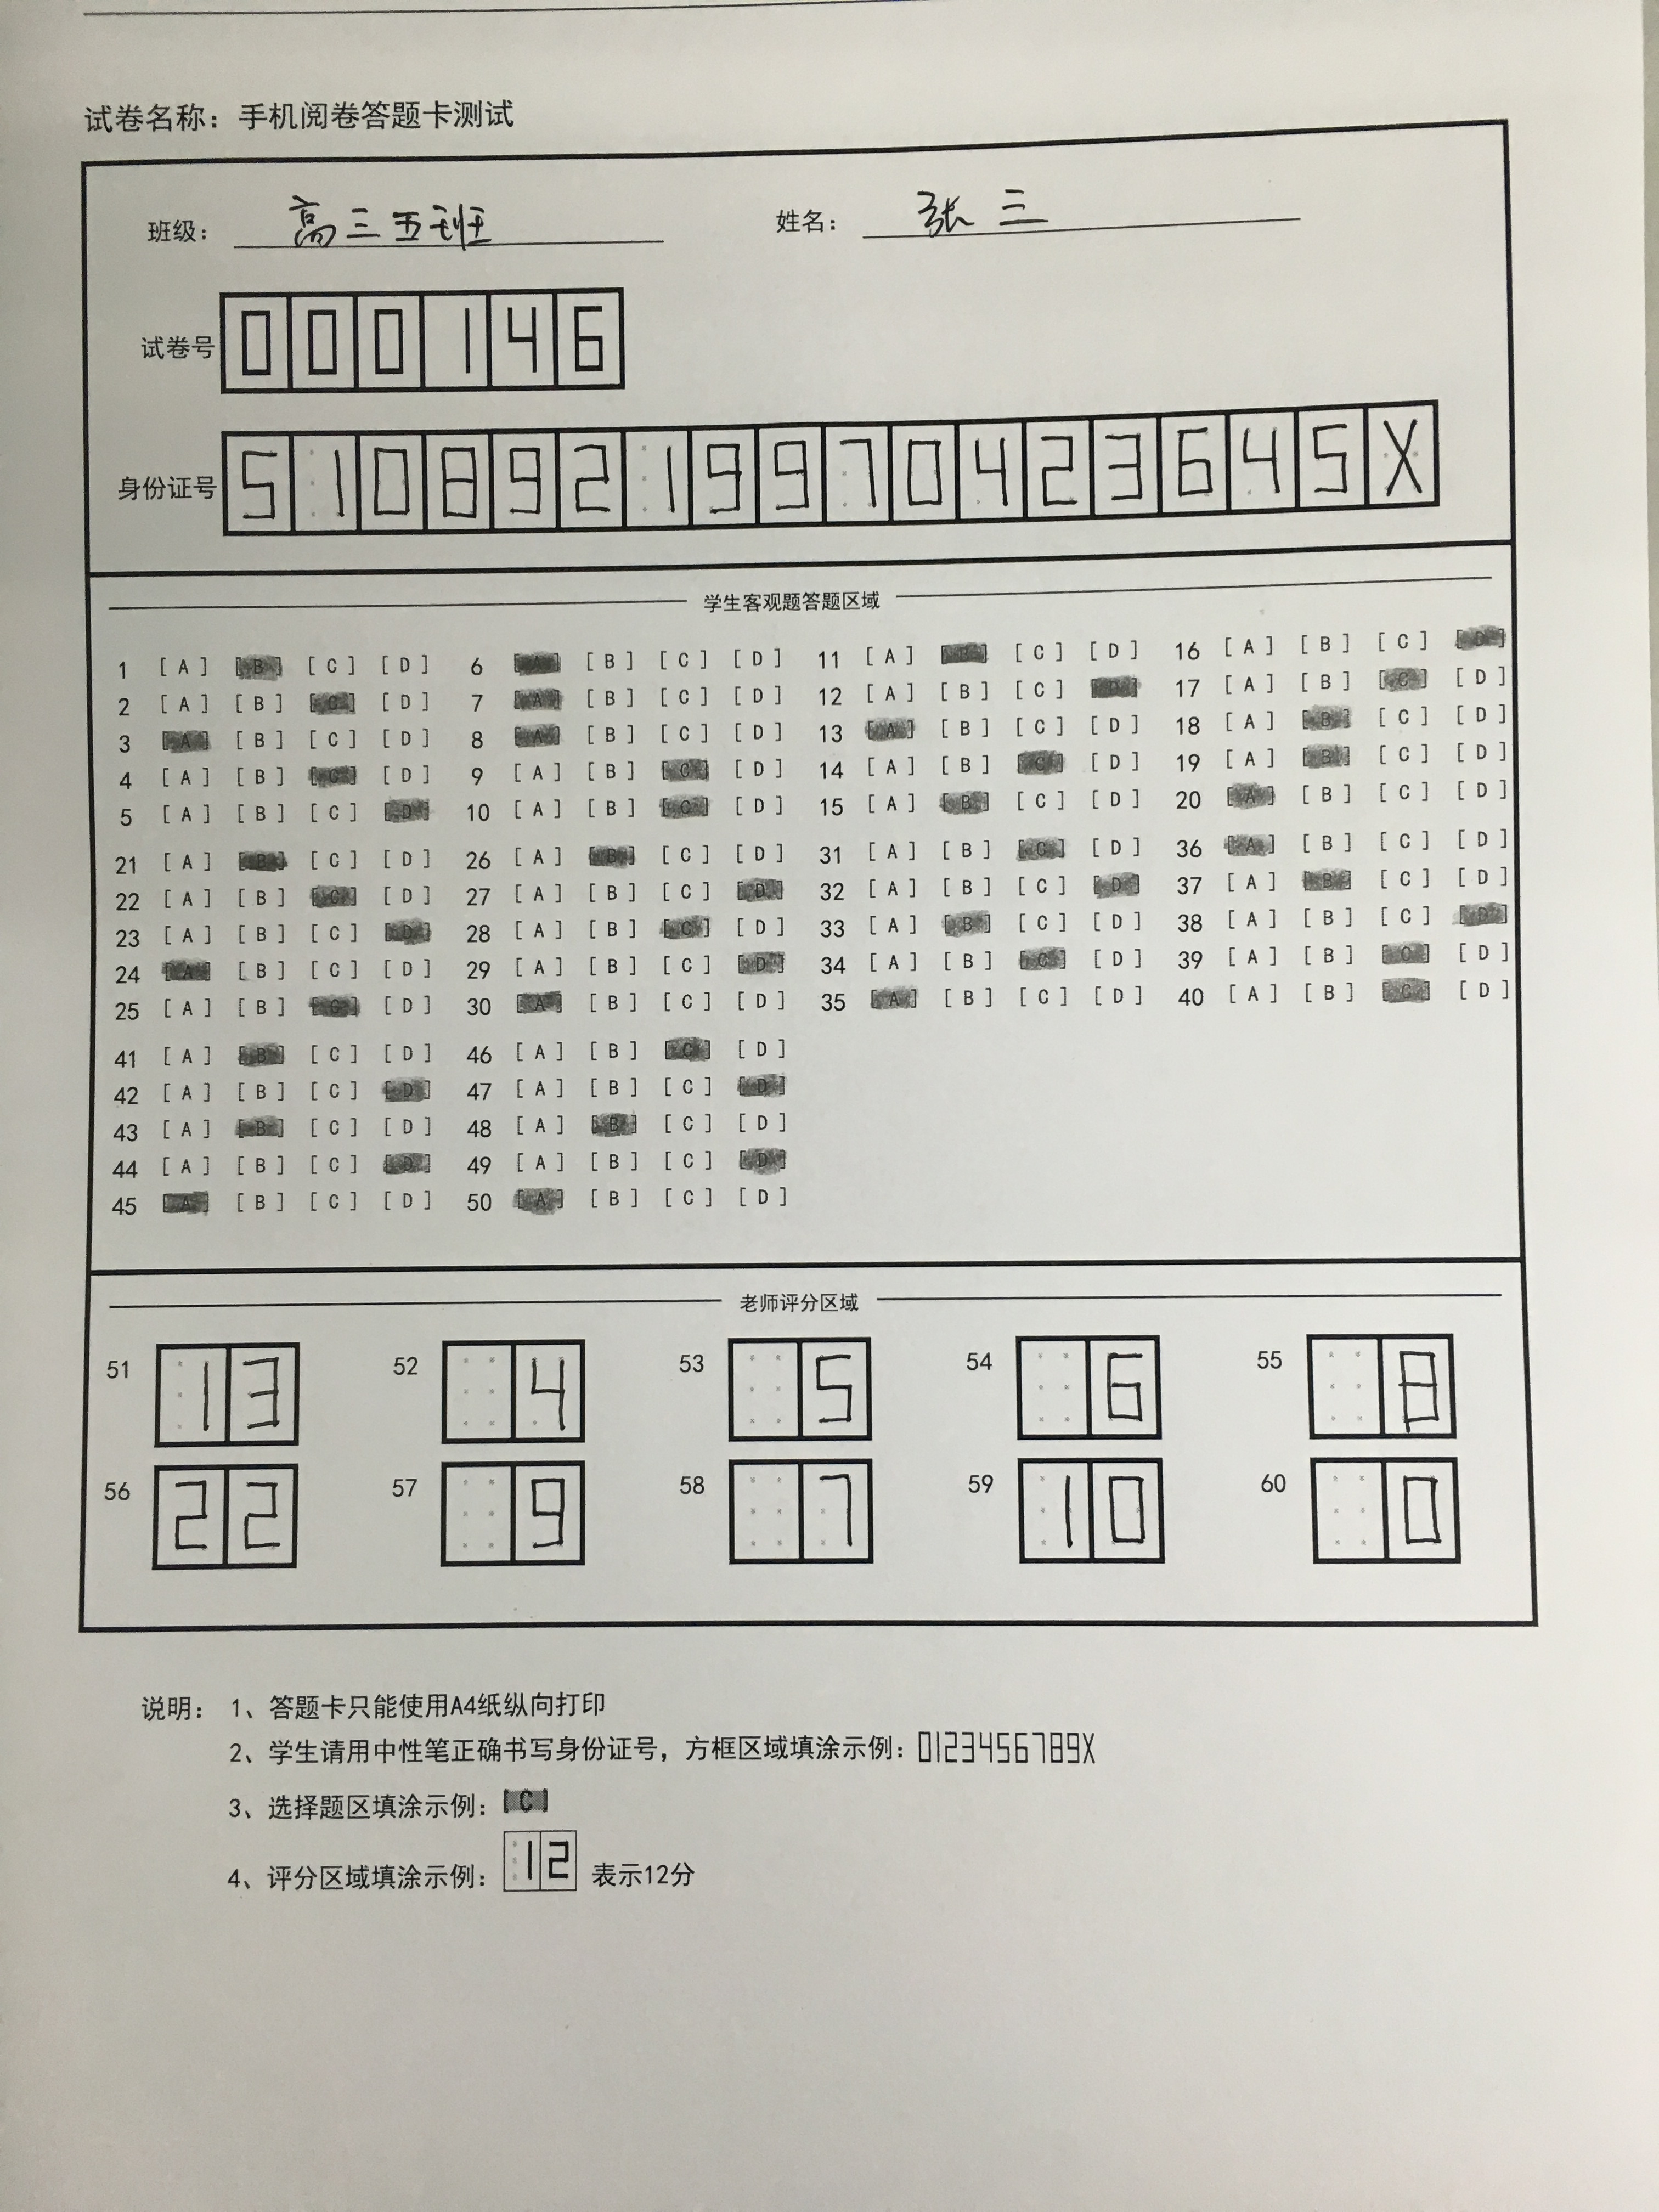 试卷名称：手机阅卷答题卡测试
班级：高三五班 姓名：张三
试卷号 000146
身份证号 51089219970423645X
学生客观题答题区域
1 [A] [B] [C] [D] 6 [A] [B] [C] [D] 11 [A] [B] [C] [D] 16 [A] [B] [C] [D]
2 [A] [B] [C] [D] 7 [A] [B] [C] [D] 12 [A] [B] [C] [D] 17 [A] [B] [C] [D]
3 [A] [B] [C] [D] 8 [A] [B] [C] [D] 13 [A] [B] [C] [D] 18 [A] [B] [C] [D]
4 [A] [B] [C] [D] 9 [A] [B] [C] [D] 14 [A] [B] [C] [D] 19 [A] [B] [C] [D]
5 [A] [B] [C] [D] 10 [A] [B] [C] [D] 15 [A] [B] [C] [D] 20 [A] [B] [C] [D]
21 [A] [B] [C] [D] 26 [A] [B] [C] [D] 31 [A] [B] [C] [D] 36 [A] [B] [C] [D]
22 [A] [B] [C] [D] 27 [A] [B] [C] [D] 32 [A] [B] [C] [D] 37 [A] [B] [C] [D]
23 [A] [B] [C] [D] 28 [A] [B] [C] [D] 33 [A] [B] [C] [D] 38 [A] [B] [C] [D]
24 [A] [B] [C] [D] 29 [A] [B] [C] [D] 34 [A] [B] [C] [D] 39 [A] [B] [C] [D]
25 [A] [B] [C] [D] 30 [A] [B] [C] [D] 35 [A] [B] [C] [D] 40 [A] [B] [C] [D]
41 [A] [B] [C] [D] 46 [A] [B] [C] [D]
42 [A] [B] [C] [D] 47 [A] [B] [C] [D]
43 [A] [B] [C] [D] 48 [A] [B] [C] [D]
44 [A] [B] [C] [D] 49 [A] [B] [C] [D]
45 [A] [B] [C] [D] 50 [A] [B] [C] [D]
老师评分区域
51 13 52 4 53 5 54 6 55 8
56 22 57 9 58 7 59 10 60 0
说明：1、答题卡只能使用A4纸纵向打印
2、学生请用中性笔正确书写身份证号，方框区域填涂示例：0123456789X
3、选择题区填涂示例：[C]
4、评分区域填涂示例：12 表示12分